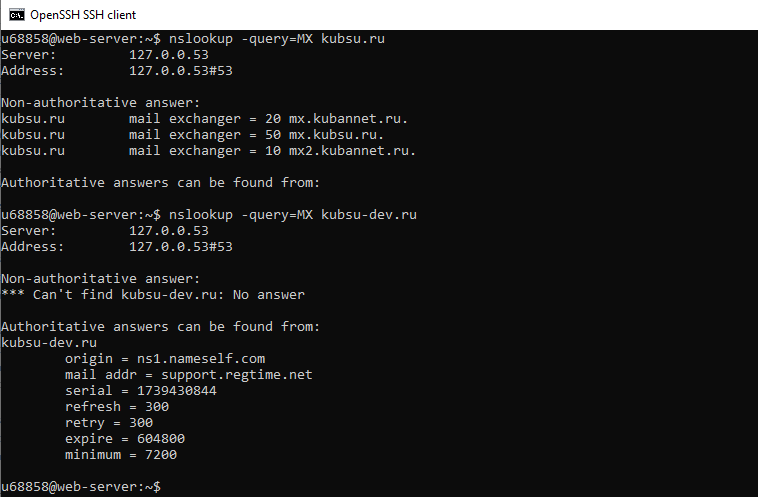 OpenSSH SSH client
u68858@web-server:~$ nslookup -query=MX kubsu.ru
Server:         127.0.0.53
Address:        127.0.0.53#53
Non-authoritative answer:
kubsu.ru        mail exchanger = 20 mx.kubannet.ru.
kubsu.ru        mail exchanger = 50 mx.kubsu.ru.
kubsu.ru        mail exchanger = 10 mx2.kubannet.ru.
Authoritative answers can be found from:
u68858@web-server:~$ nslookup -query=MX kubsu-dev.ru
Server:         127.0.0.53
Address:        127.0.0.53#53
Non-authoritative answer:
*** Can't find kubsu-dev.ru: No answer
Authoritative answers can be found from:
kubsu-dev.ru
        origin = ns1.nameself.com
        mail addr = support.regtime.net
        serial = 1739430844
        refresh = 300
        retry = 300
        expire = 604800
        minimum = 7200
u68858@web-server:~$